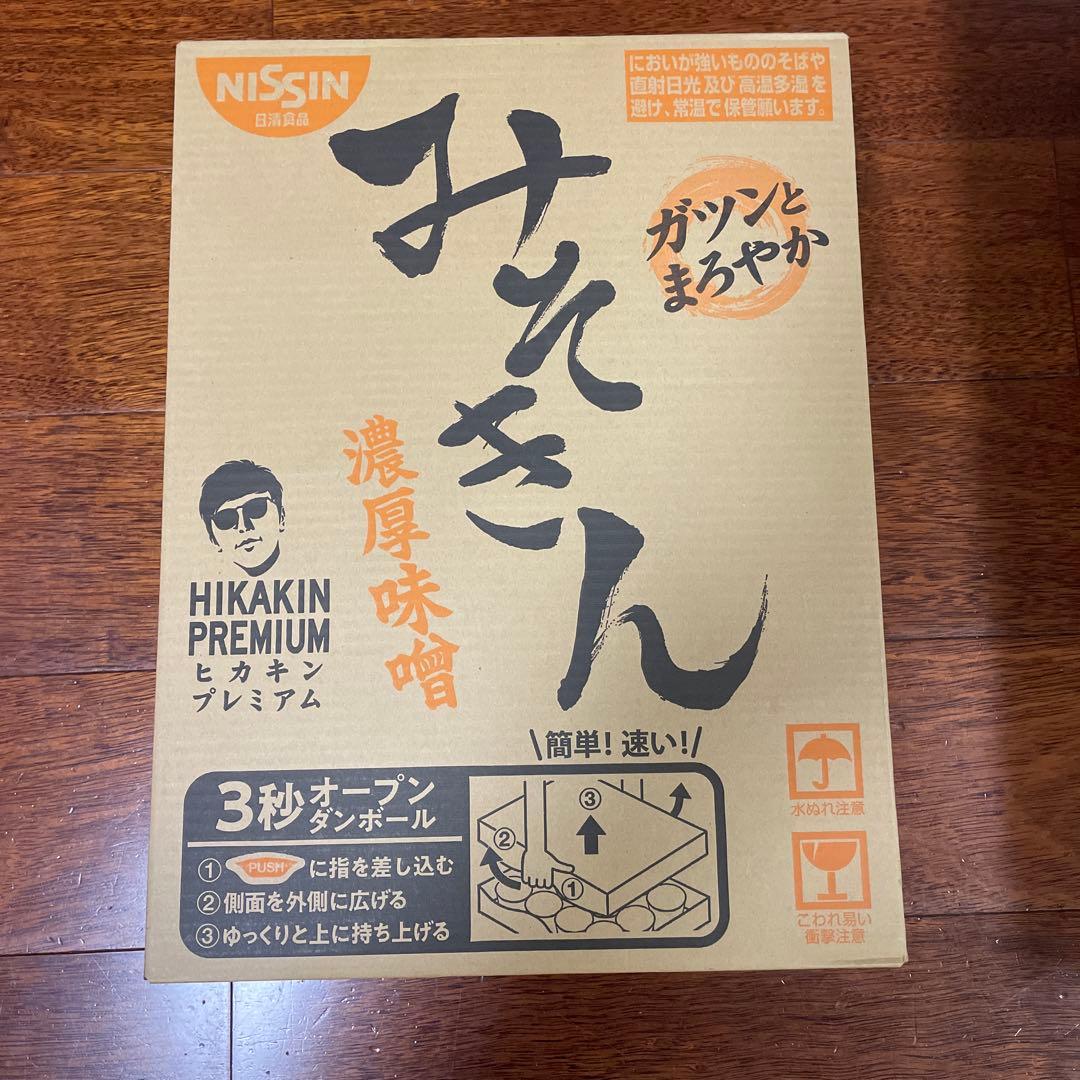 NISSIN
日清食品
においが強いもののそばや
直射日光及び高温多湿を
避け、常温で保管願います。
みそきん
ガツンと
まろやか
濃厚味噌
HIKAKIN
PREMIUM
ヒカキン
プレミアム
\簡単!速い!/
3秒オープン
ダンボール
① PUSH に指を差し込む
②側面を外側に広げる
③ゆっくりと上に持ち上げる
③
②
①
水ぬれ注意
こわれ易い
衝撃注意